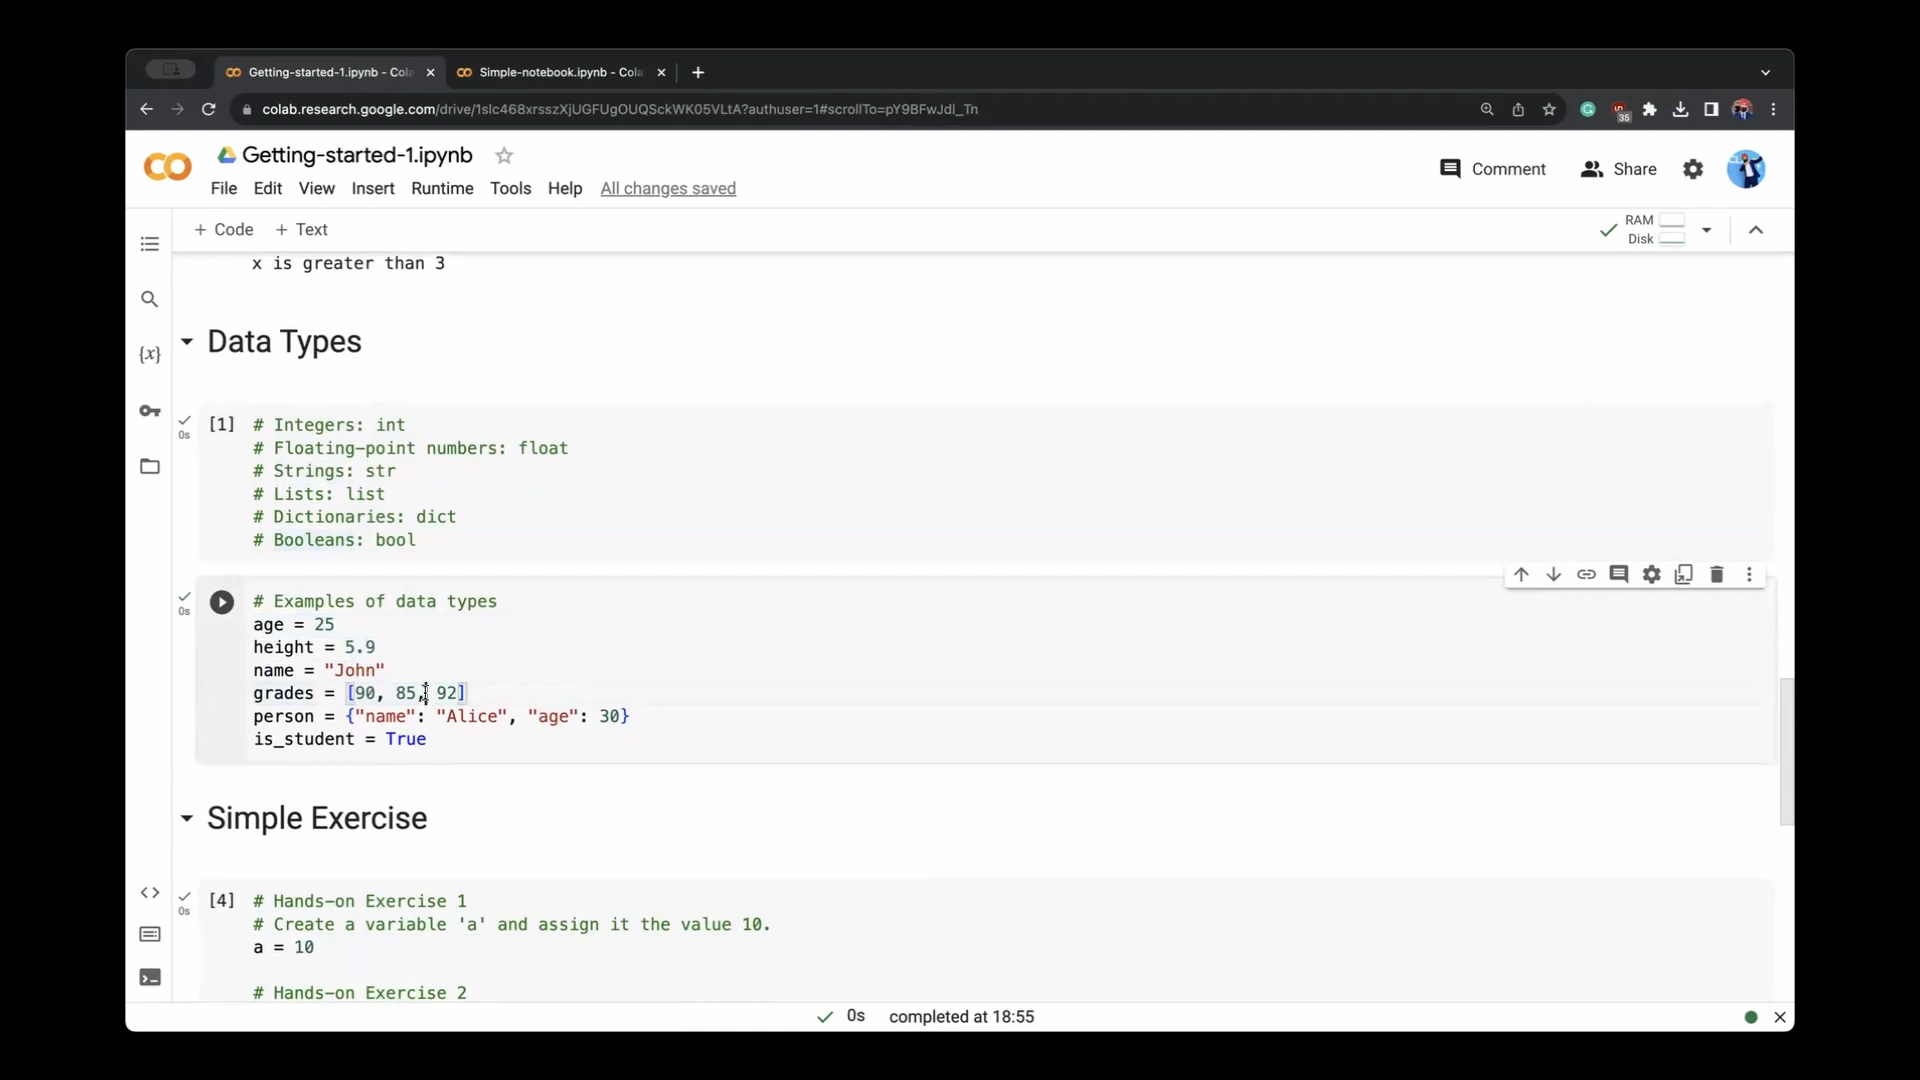 Getting-started-1.ipynb - Cola
Simple-notebook.ipynb - Cola
colab.research.google.com/drive/1slc468xrsszXjUGFUgOUQSckWK05VLtA?authuser=1#scrollTo=pY9BFwJdl_Tn
35
Getting-started-1.ipynb
Comment
Share
File Edit View Insert Runtime Tools Help All changes saved
+ Code + Text
RAM
Disk
x is greater than 3
Data Types
[1] # Integers: int
0s
# Floating-point numbers: float
# Strings: str
# Lists: list
# Dictionaries: dict
# Booleans: bool
# Examples of data types
0s
age = 25
height = 5.9
name = "John"
grades = [90, 85, 92]
person = {"name": "Alice", "age": 30}
is_student = True
Simple Exercise
[4] # Hands-on Exercise 1
0s
# Create a variable 'a' and assign it the value 10.
a = 10
# Hands-on Exercise 2
0s completed at 18:55